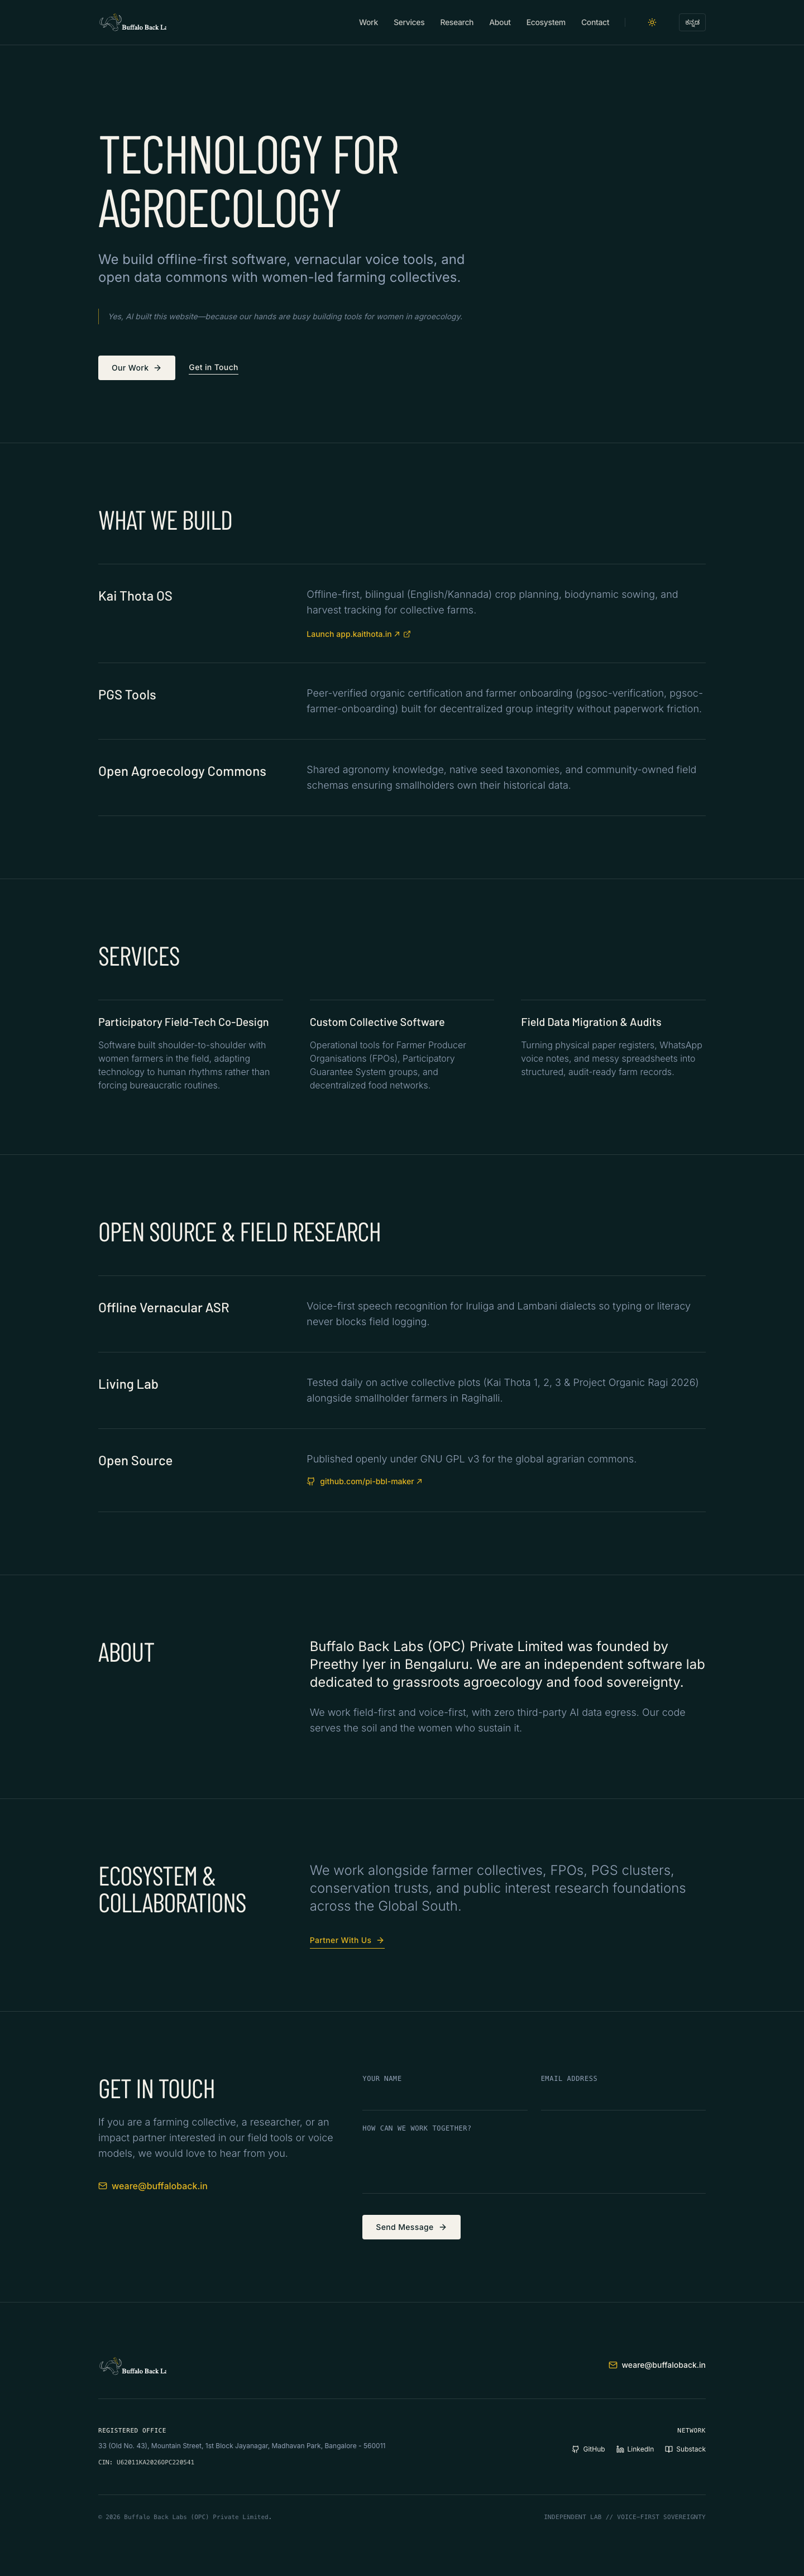 Buffalo Back La
Work Services Research About Ecosystem Contact ಕನ್ನಡ
TECHNOLOGY FOR
AGROECOLOGY
We build offline-first software, vernacular voice tools, and
open data commons with women-led farming collectives.
Yes, AI built this website—because our hands are busy building tools for women in agroecology.
Our Work → Get in Touch
WHAT WE BUILD
Kai Thota OS
Offline-first, bilingual (English/Kannada) crop planning, biodynamic sowing, and
harvest tracking for collective farms.
Launch app.kaithota.in ↗
PGS Tools
Peer-verified organic certification and farmer onboarding (pgsoc-verification, pgsoc-
farmer-onboarding) built for decentralized group integrity without paperwork friction.
Open Agroecology Commons
Shared agronomy knowledge, native seed taxonomies, and community-owned field
schemas ensuring smallholders own their historical data.
SERVICES
Participatory Field-Tech Co-Design
Software built shoulder-to-shoulder with
women farmers in the field, adapting
technology to human rhythms rather than
forcing bureaucratic routines.
Custom Collective Software
Operational tools for Farmer Producer
Organisations (FPOs), Participatory
Guarantee System groups, and
decentralized food networks.
Field Data Migration & Audits
Turning physical paper registers, WhatsApp
voice notes, and messy spreadsheets into
structured, audit-ready farm records.
OPEN SOURCE & FIELD RESEARCH
Offline Vernacular ASR
Voice-first speech recognition for Iruliga and Lambani dialects so typing or literacy
never blocks field logging.
Living Lab
Tested daily on active collective plots (Kai Thota 1, 2, 3 & Project Organic Ragi 2026)
alongside smallholder farmers in Ragihalli.
Open Source
Published openly under GNU GPL v3 for the global agrarian commons.
github.com/pi-bbl-maker ↗
ABOUT
Buffalo Back Labs (OPC) Private Limited was founded by
Preethy Iyer in Bengaluru. We are an independent software lab
dedicated to grassroots agroecology and food sovereignty.
We work field-first and voice-first, with zero third-party AI data egress. Our code
serves the soil and the women who sustain it.
ECOSYSTEM &
COLLABORATIONS
We work alongside farmer collectives, FPOs, PGS clusters,
conservation trusts, and public interest research foundations
across the Global South.
Partner With Us →
GET IN TOUCH
If you are a farming collective, a researcher, or an
impact partner interested in our field tools or voice
models, we would love to hear from you.
weare@buffaloback.in
YOUR NAME EMAIL ADDRESS
HOW CAN WE WORK TOGETHER?
Send Message →
Buffalo Back La
weare@buffaloback.in
REGISTERED OFFICE
33 (Old No. 43), Mountain Street, 1st Block Jayanagar, Madhavan Park, Bangalore - 560011
CIN: U62011KA2026OPC220541
NETWORK
GitHub LinkedIn Substack
© 2026 Buffalo Back Labs (OPC) Private Limited.
INDEPENDENT LAB // VOICE-FIRST SOVEREIGNTY